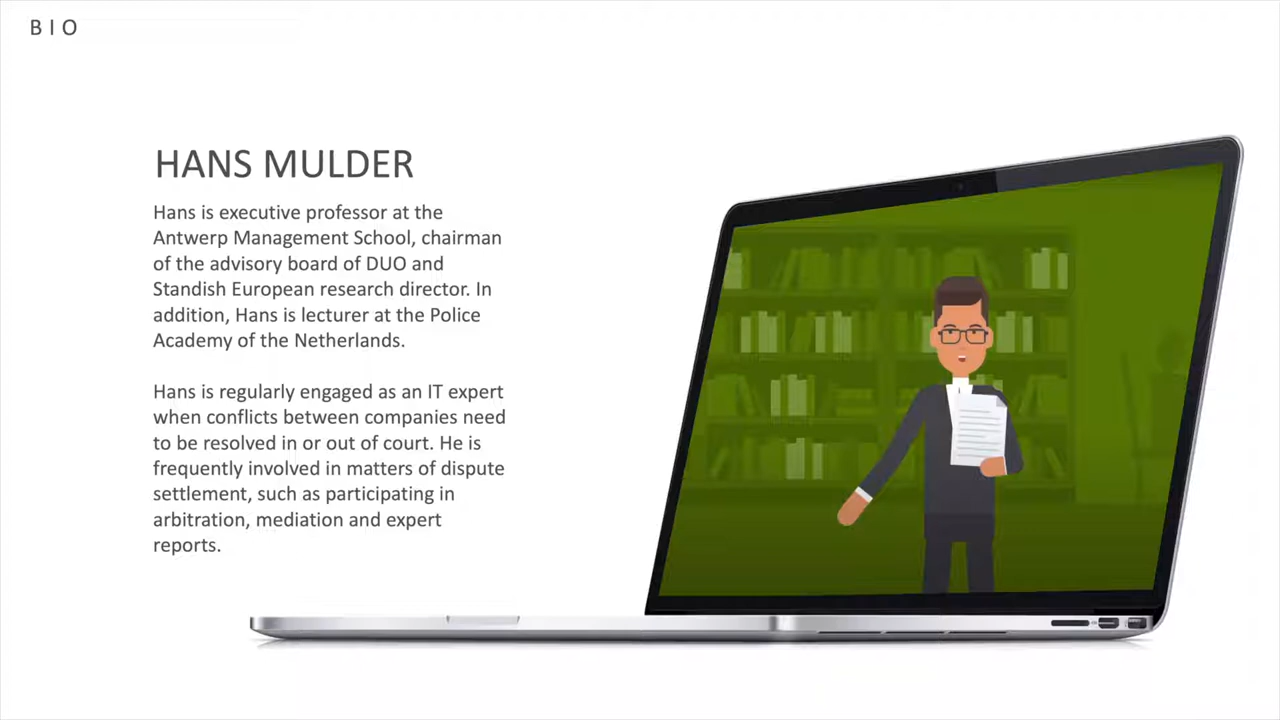 BIO
HANS MULDER
Hans is executive professor at the
Antwerp Management School, chairman
of the advisory board of DUO and
Standish European research director. In
addition, Hans is lecturer at the Police
Academy of the Netherlands.
Hans is regularly engaged as an IT expert
when conflicts between companies need
to be resolved in or out of court. He is
frequently involved in matters of dispute
settlement, such as participating in
arbitration, mediation and expert
reports.